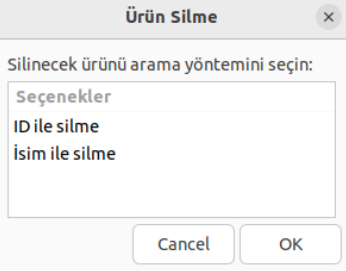 Ürün Silme
Silinecek ürünü arama yöntemini seçin:
Seçenekler
ID ile silme
İsim ile silme
Cancel OK